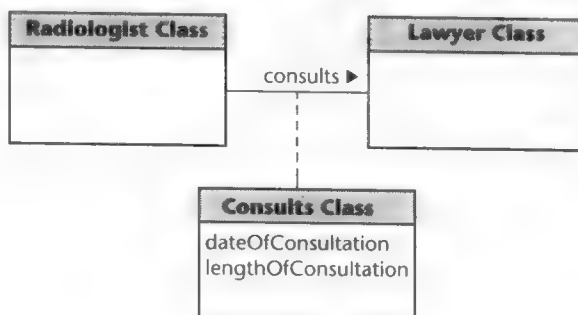 Radiologist Class
Lawyer Class
consults ▶
Consults Class
dateOfConsultation
lengthOfConsultation